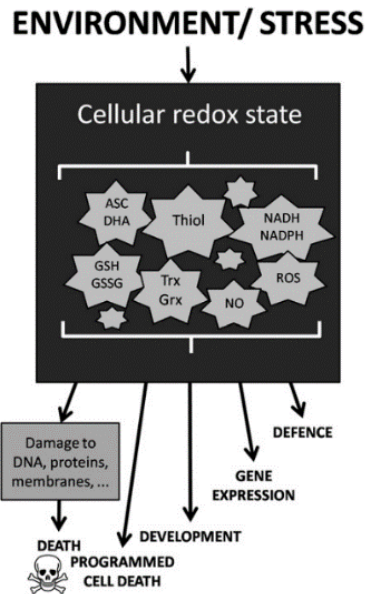 ENVIRONMENT/ STRESS
Cellular redox state
ASC
DHA
Thiol
NADH
NADPH
GSH
GSSG
Trx
Grx
NO
ROS
Damage to
DNA, proteins,
membranes, ...
DEFENCE
GENE
EXPRESSION
DEVELOPMENT
DEATH
PROGRAMMED
CELL DEATH